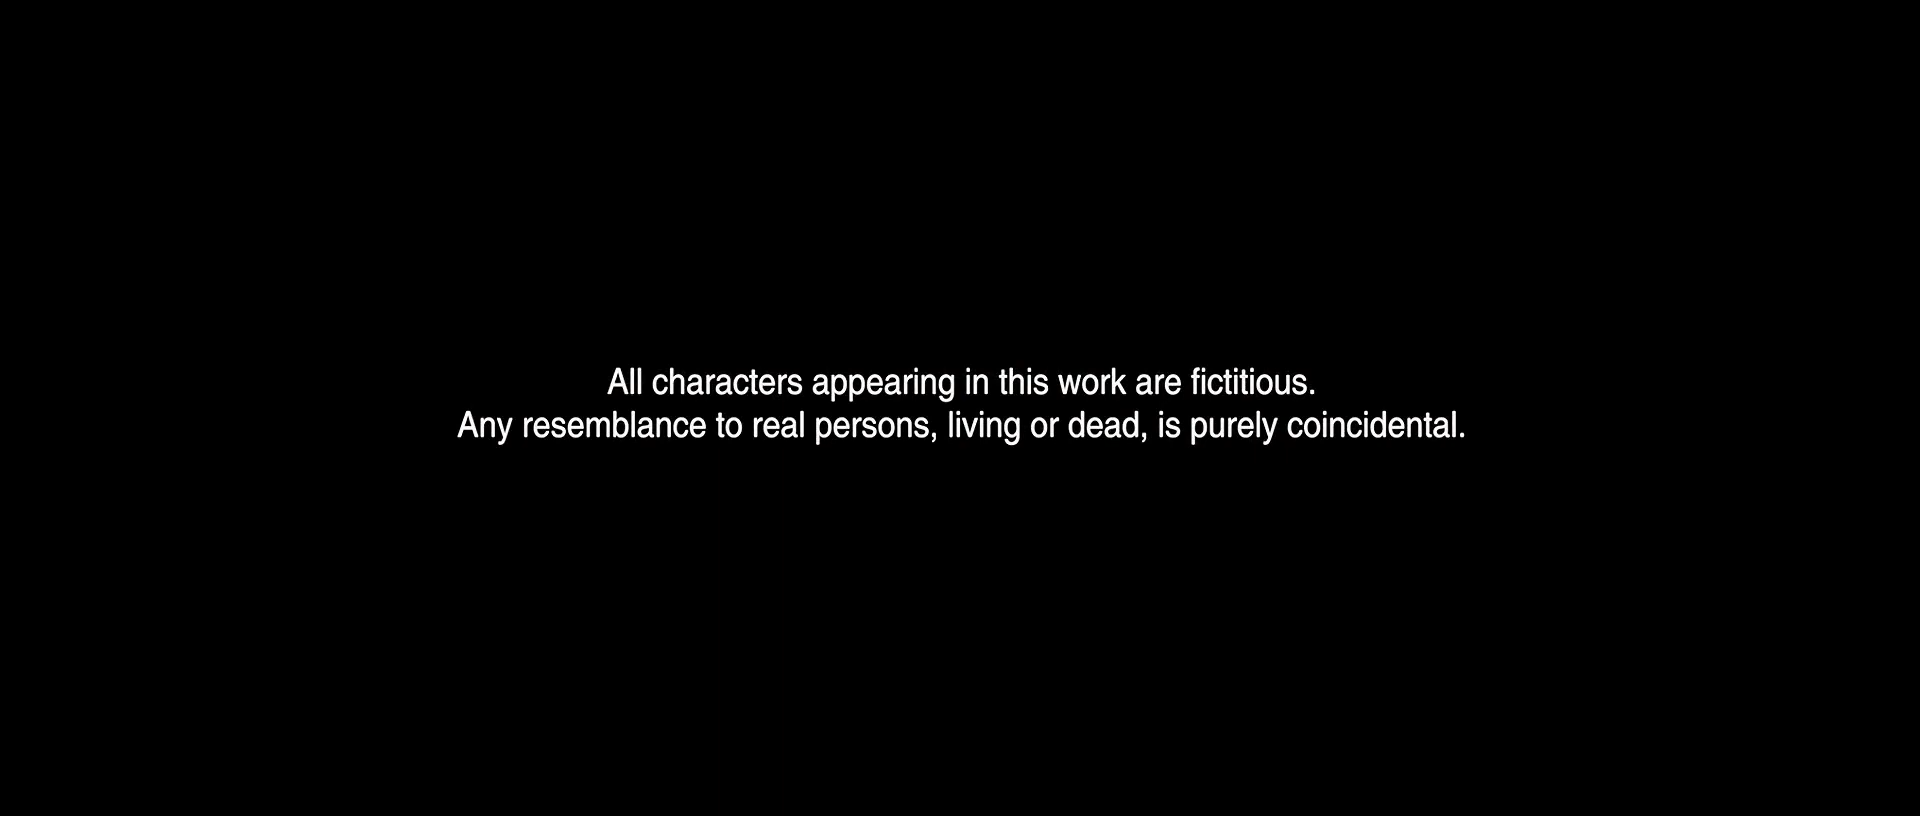 All characters appearing in this work are fictitious.
Any resemblance to real persons, living or dead, is purely coincidental.